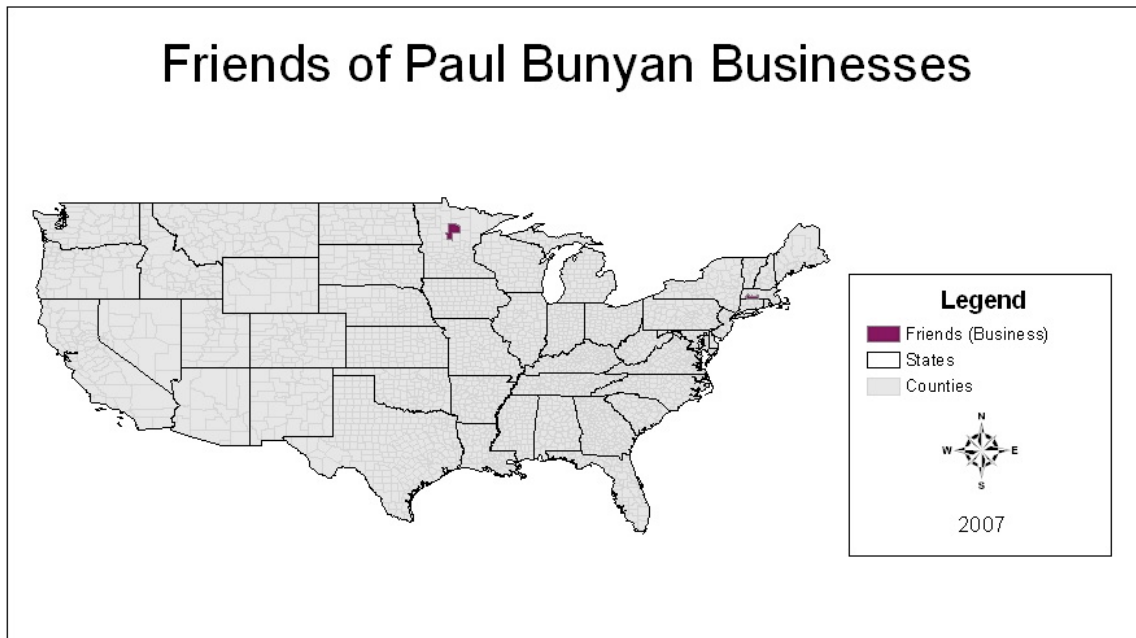 Friends of Paul Bunyan Businesses
Legend
Friends (Business)
States
Counties
N
W E
S
2007